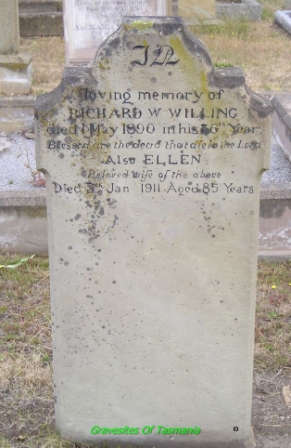 IN
loving memory of
RICHARD W WILLING
died 1 May 1890 in his Year
Blessed are the dead that die in the Lord
Also ELLEN
Beloved wife of the above
Died Jan 1911 Aged 85 Years
Gravesites Of Tasmania